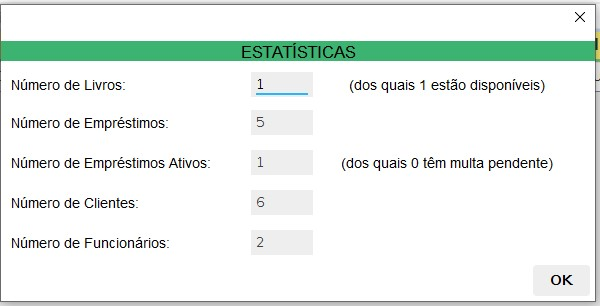 ESTATÍSTICAS
Número de Livros: 1 (dos quais 1 estão disponíveis)
Número de Empréstimos: 5
Número de Empréstimos Ativos: 1 (dos quais 0 têm multa pendente)
Número de Clientes: 6
Número de Funcionários: 2
OK